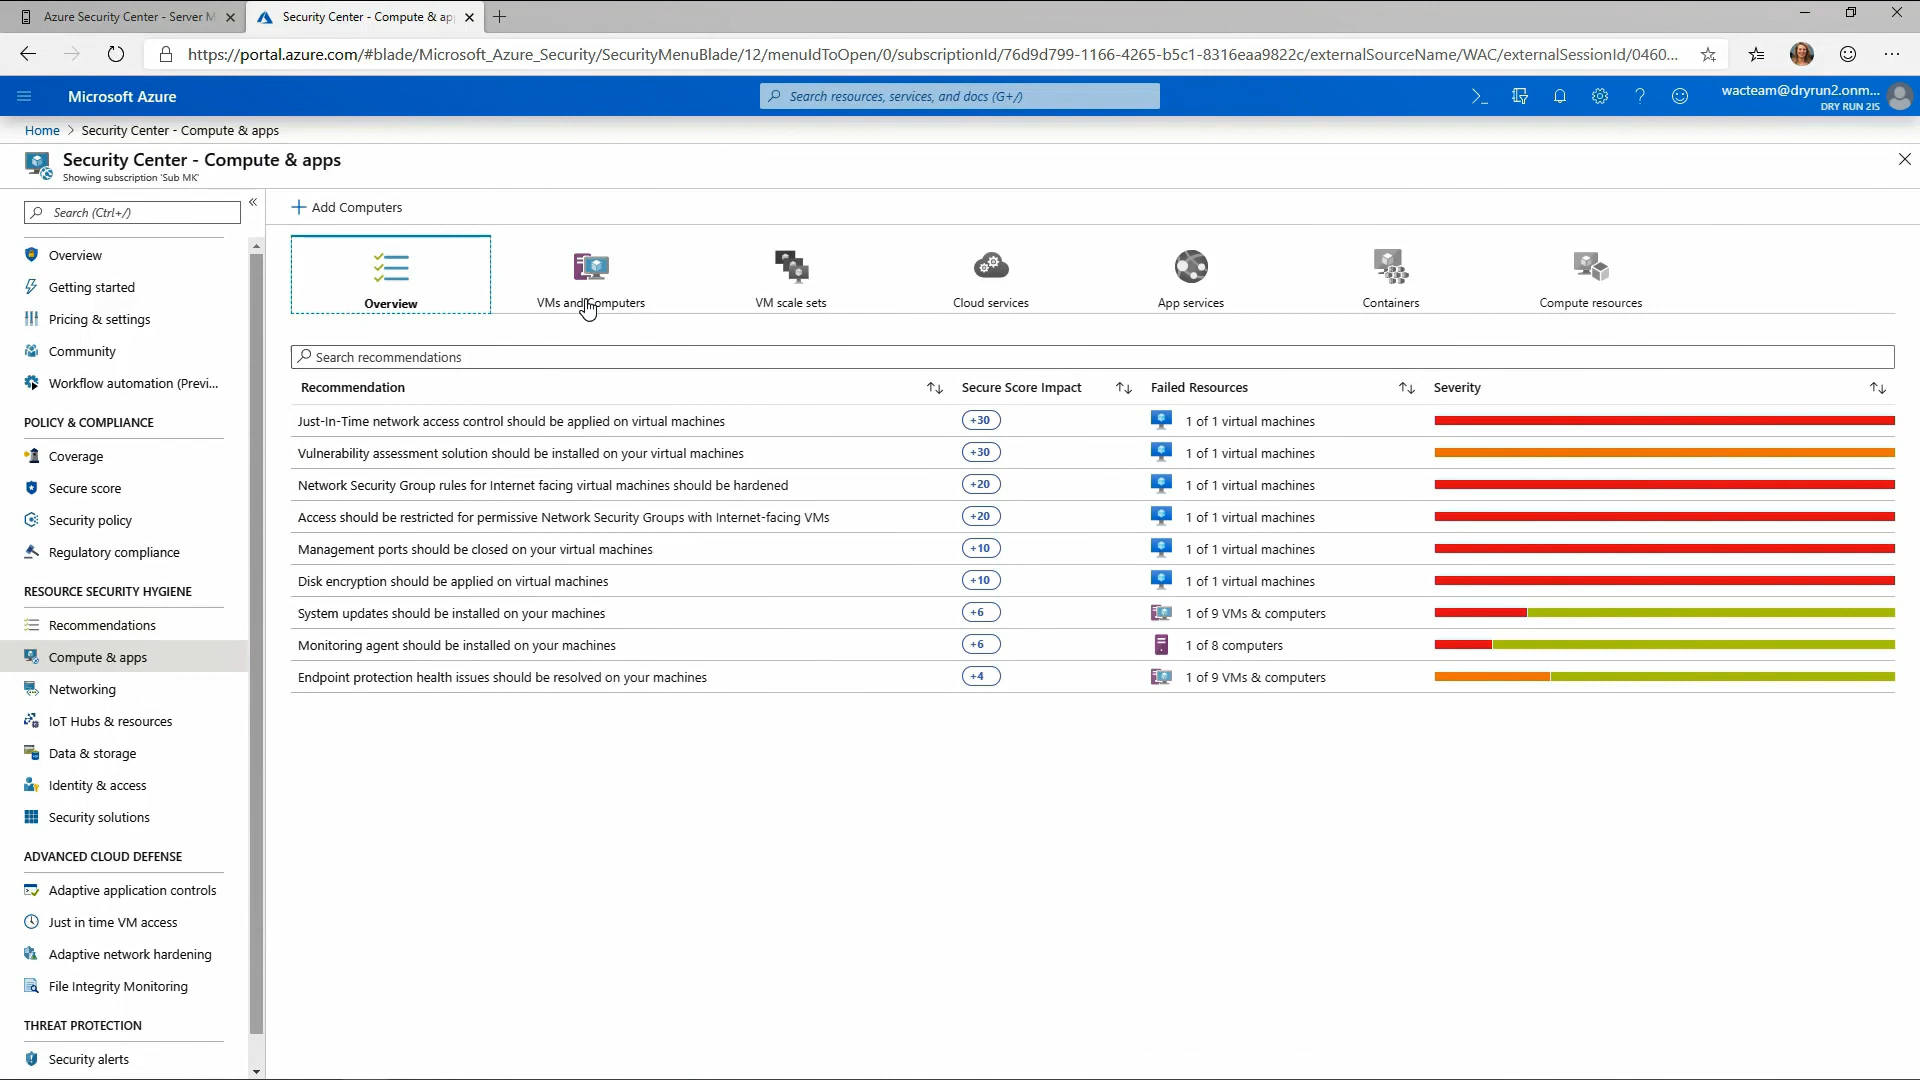 Azure Security Center - Server M
Security Center - Compute & ap
https://portal.azure.com/#blade/Microsoft_Azure_Security/SecurityMenuBlade/12/menuIdToOpen/0/subscriptionId/76d9d799-1166-4265-b5c1-8316eaa9822c/externalSourceName/WAC/externalSessionId/0460...
Microsoft Azure
Search resources, services, and docs (G+/)
wacteam@dryrun2.onm...
DRY RUN 2IS
Home > Security Center - Compute & apps
Security Center - Compute & apps
Showing subscription 'Sub MK'
Search (Ctrl+/)
Overview
Getting started
Pricing & settings
Community
Workflow automation (Previ...
POLICY & COMPLIANCE
Coverage
Secure score
Security policy
Regulatory compliance
RESOURCE SECURITY HYGIENE
Recommendations
Compute & apps
Networking
IoT Hubs & resources
Data & storage
Identity & access
Security solutions
ADVANCED CLOUD DEFENSE
Adaptive application controls
Just in time VM access
Adaptive network hardening
File Integrity Monitoring
THREAT PROTECTION
Security alerts
Add Computers
Overview
VMs and Computers
VM scale sets
Cloud services
App services
Containers
Compute resources
Search recommendations
Recommendation Secure Score Impact Failed Resources Severity
Just-In-Time network access control should be applied on virtual machines +30 1 of 1 virtual machines
Vulnerability assessment solution should be installed on your virtual machines +30 1 of 1 virtual machines
Network Security Group rules for Internet facing virtual machines should be hardened +20 1 of 1 virtual machines
Access should be restricted for permissive Network Security Groups with Internet-facing VMs +20 1 of 1 virtual machines
Management ports should be closed on your virtual machines +10 1 of 1 virtual machines
Disk encryption should be applied on virtual machines +10 1 of 1 virtual machines
System updates should be installed on your machines +6 1 of 9 VMs & computers
Monitoring agent should be installed on your machines +6 1 of 8 computers
Endpoint protection health issues should be resolved on your machines +4 1 of 9 VMs & computers